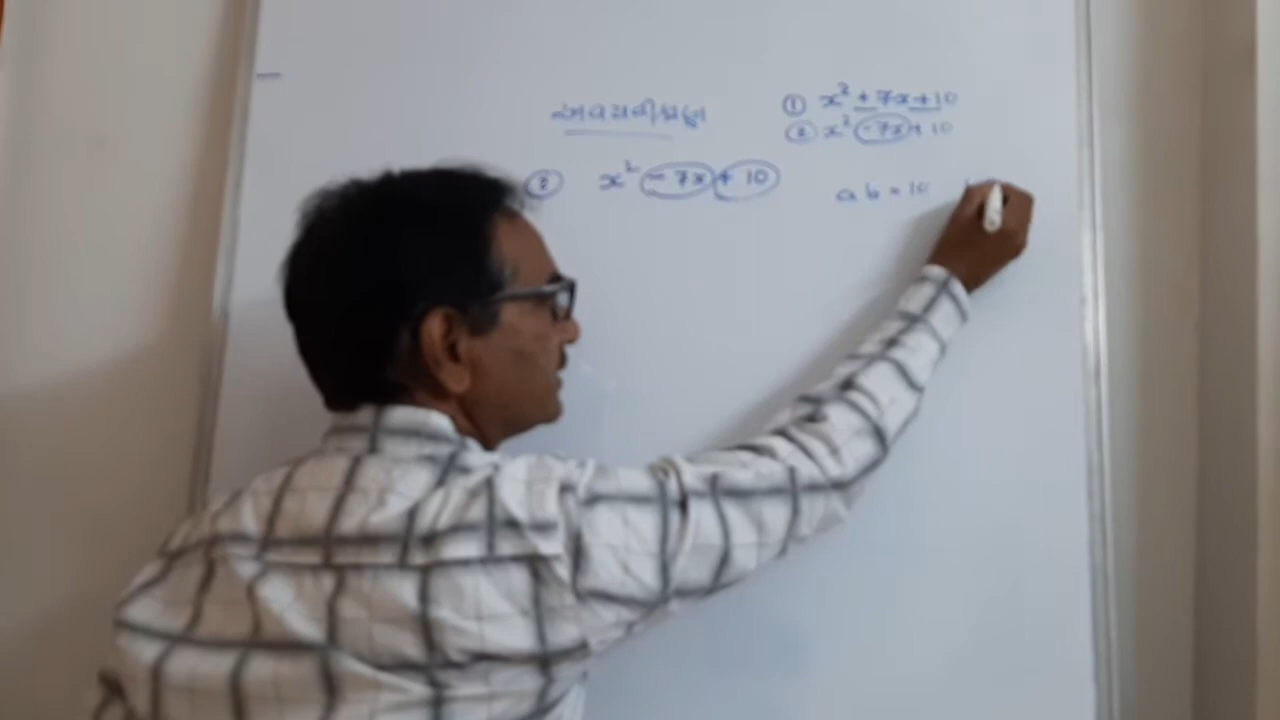 અવયવીકરણ
① x² + 7x + 10
② x² - 7x + 10
② x² - 7x + 10
ab = 10